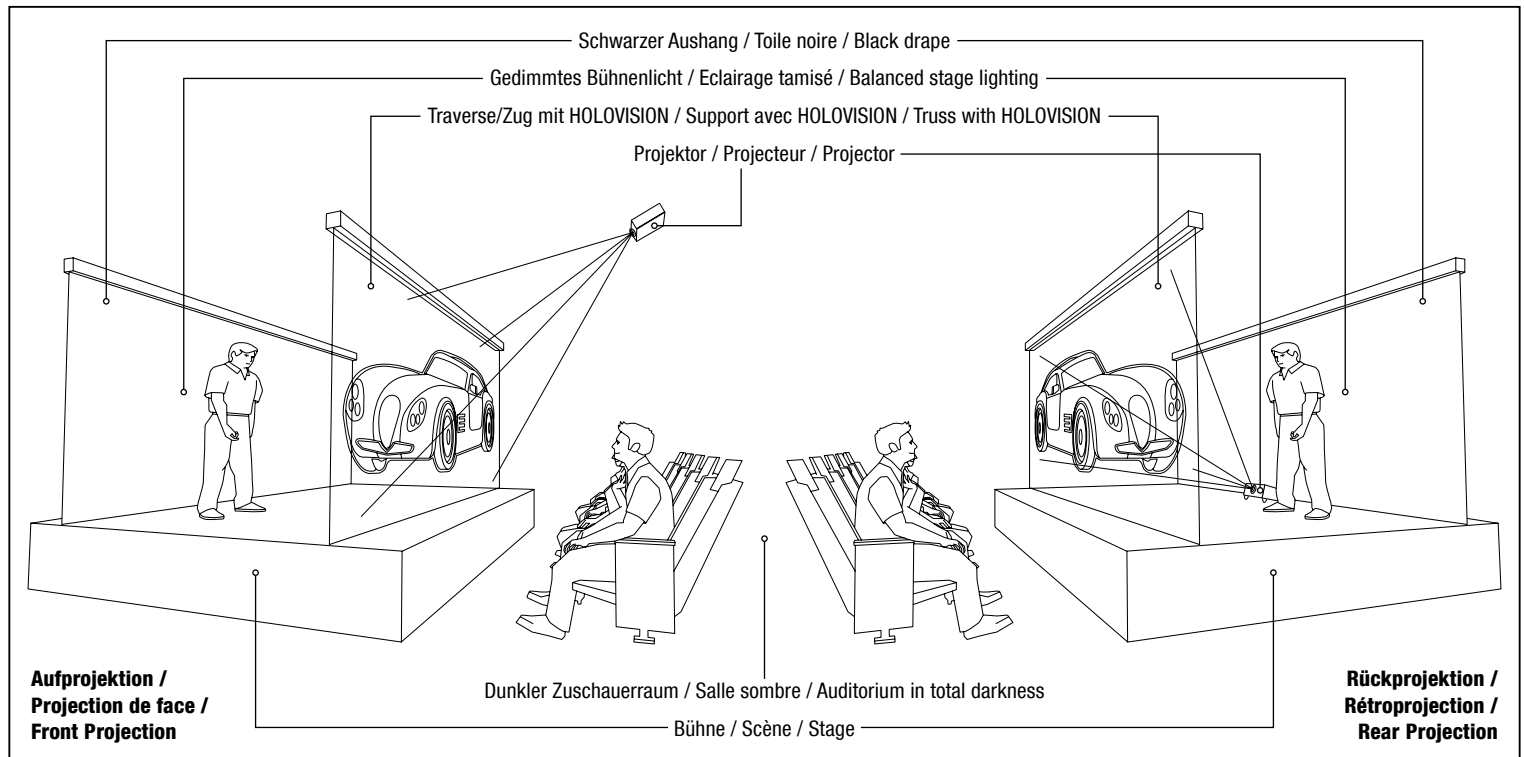 Schwarzer Aushang / Toile noire / Black drape
Gedimmtes Bühnenlicht / Eclairage tamisé / Balanced stage lighting
Traverse/Zug mit HOLOVISION / Support avec HOLOVISION / Truss with HOLOVISION
Projektor / Projecteur / Projector
Aufprojektion /
Projection de face /
Front Projection
Dunkler Zuschauerraum / Salle sombre / Auditorium in total darkness
Bühne / Scène / Stage
Rückprojektion /
Rétroprojection /
Rear Projection